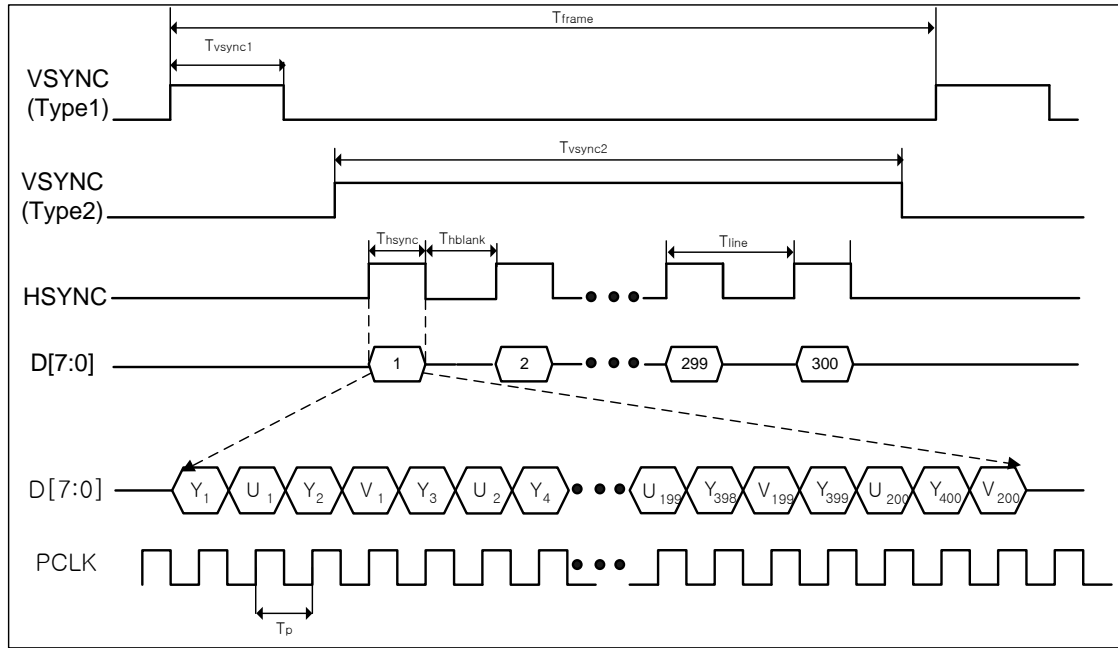 Tframe
Tvsync1
VSYNC
(Type1)
Tvsync2
VSYNC
(Type2)
Thsync
Thblank
Tline
HSYNC
D[7:0]
1
2
299
300
D[7:0]
Y1
U1
Y2
V1
Y3
U2
Y4
U199
Y398
V199
Y399
U200
Y400
V200
PCLK
Tp